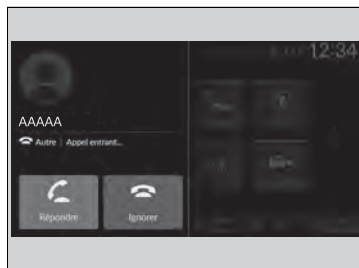 12:34
AAAAA
Autre | Appel entrant...
Répondre
Ignorer